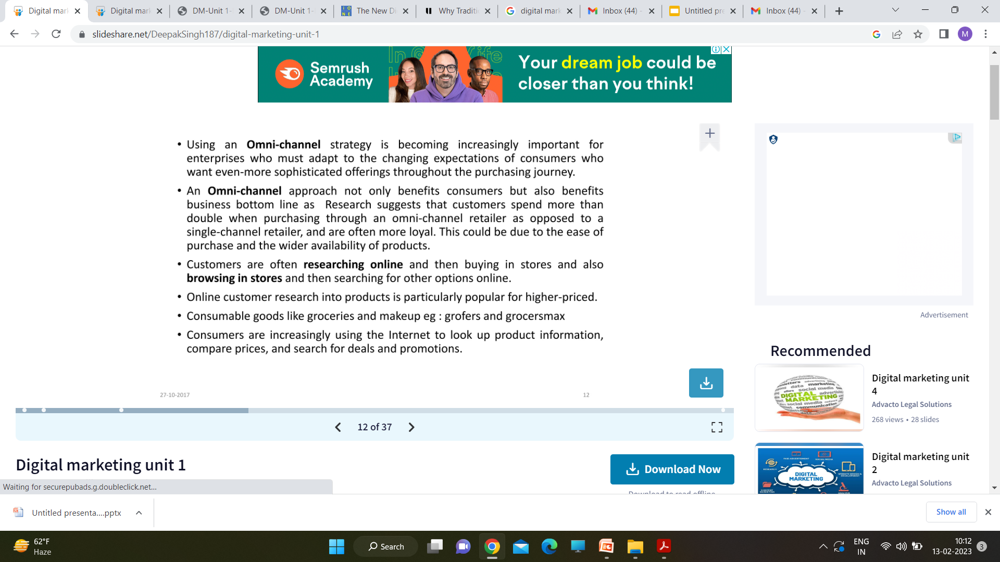 Digital mark
Digital mark
DM-Unit 1-
DM-Unit 1-
The New Di
Why Traditi
digital mark
Inbox (44) -
Untitled pre
Inbox (44) -
slideshare.net/DeepakSingh187/digital-marketing-unit-1
M
Semrush
Academy
Your dream job could be
closer than you think!
• Using an Omni-channel strategy is becoming increasingly important for
enterprises who must adapt to the changing expectations of consumers who
want even-more sophisticated offerings throughout the purchasing journey.
• An Omni-channel approach not only benefits consumers but also benefits
business bottom line as Research suggests that customers spend more than
double when purchasing through an omni-channel retailer as opposed to a
single-channel retailer, and are often more loyal. This could be due to the ease of
purchase and the wider availability of products.
• Customers are often researching online and then buying in stores and also
browsing in stores and then searching for other options online.
• Online customer research into products is particularly popular for higher-priced.
• Consumable goods like groceries and makeup eg : grofers and grocersmax
• Consumers are increasingly using the Internet to look up product information,
compare prices, and search for deals and promotions.
27-10-2017
12
12 of 37
Advertisement
Recommended
DIGITAL
MARKETING
Digital marketing unit
4
Advacto Legal Solutions
268 views • 28 slides
DIGITAL
MARKETING
Digital marketing unit
2
Advacto Legal Solutions
Digital marketing unit 1
Download Now
Download to read offline
Waiting for securepubads.g.doubleclick.net...
Untitled presenta....pptx
Show all
62°F
Haze
Search
ENG
IN
10:12
13-02-2023
3